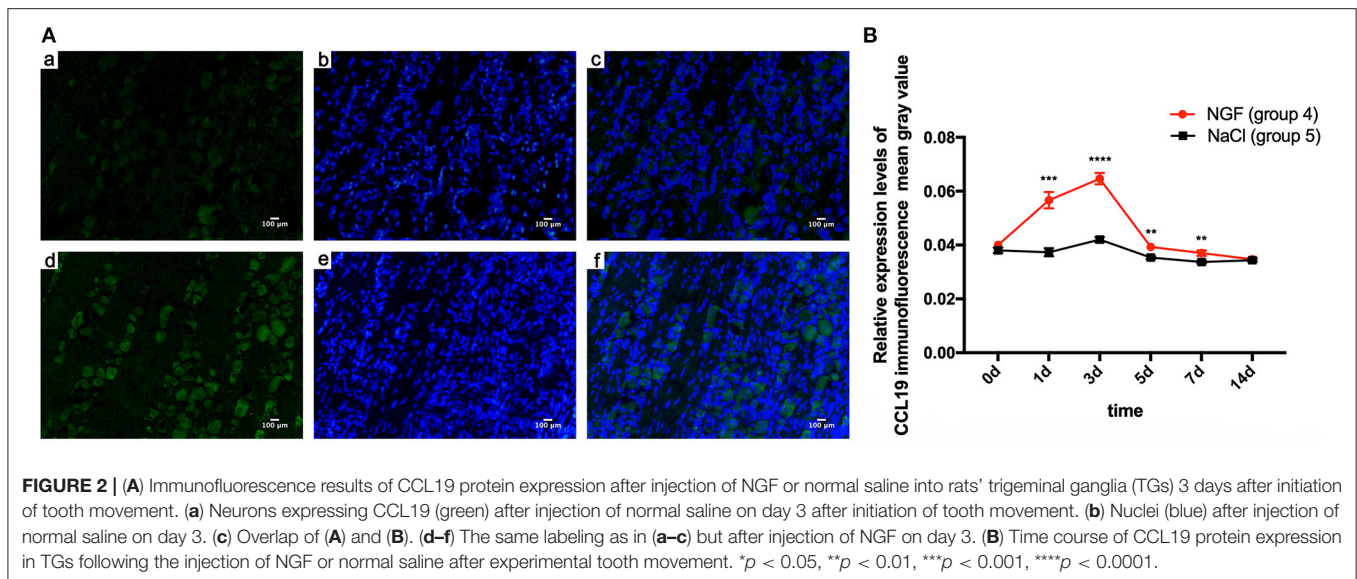 A
a
b
c
100 µm
100 µm
100 µm
d
e
f
100 µm
100 µm
100 µm
B
Relative expression levels of
CCL19 immunofluorescence mean gray value
NGF (group 4)
NaCl (group 5)
0.08
0.06
0.04
0.02
0.00
***
****
**
**
0d
1d
3d
5d
7d
14d
time
FIGURE 2 | (A) Immunofluorescence results of CCL19 protein expression after injection of NGF or normal saline into rats' trigeminal ganglia (TGs) 3 days after initiation
of tooth movement. (a) Neurons expressing CCL19 (green) after injection of normal saline on day 3 after initiation of tooth movement. (b) Nuclei (blue) after injection of
normal saline on day 3. (c) Overlap of (A) and (B). (d–f) The same labeling as in (a–c) but after injection of NGF on day 3. (B) Time course of CCL19 protein expression
in TGs following the injection of NGF or normal saline after experimental tooth movement. *p < 0.05, **p < 0.01, ***p < 0.001, ****p < 0.0001.